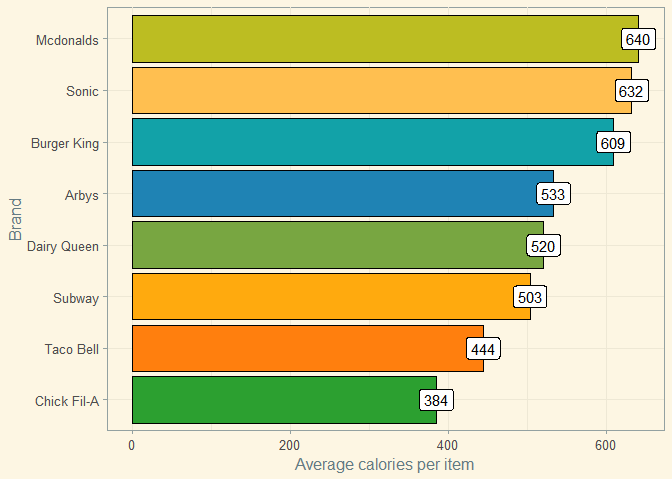 Mcdonalds 640
Sonic 632
Burger King 609
Arbys 533
Dairy Queen 520
Subway 503
Taco Bell 444
Chick Fil-A 384
0 200 400 600
Average calories per item
Brand